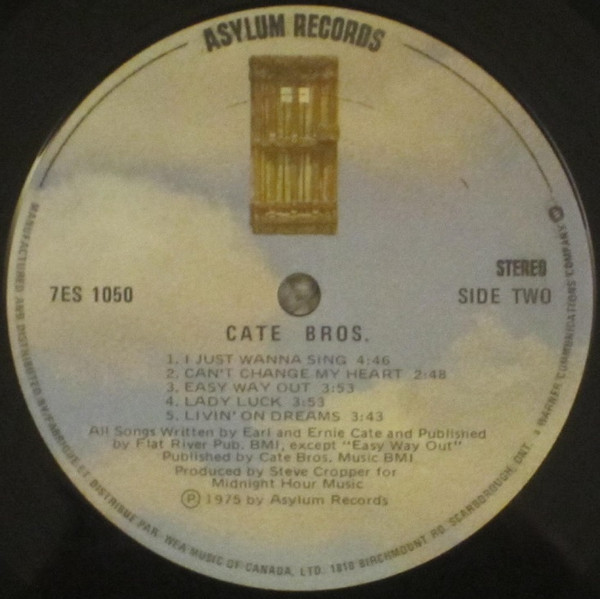 ASYLUM RECORDS
STEREO
7ES 1050
SIDE TWO
CATE BROS.
1. I JUST WANNA SING 4:46
2. CAN'T CHANGE MY HEART 2:48
3. EASY WAY OUT 3:53
4. LADY LUCK 3:53
5. LIVIN' ON DREAMS 3:43
All Songs Written by Earl and Ernie Cate and Published
by Flat River Pub. BMI, except "Easy Way Out"
Published by Cate Bros. Music BMI
Produced by Steve Cropper for
Midnight Hour Music
Ⓟ 1975 by Asylum Records
MANUFACTURED AND DISTRIBUTED BY/FABRIQUE ET DISTRIBUE PAR, WEA MUSIC OF CANADA, LTD. 1810 BIRCHMOUNT RD. SCARBOROUGH, ONT. A WARNER COMMUNICATIONS COMPANY